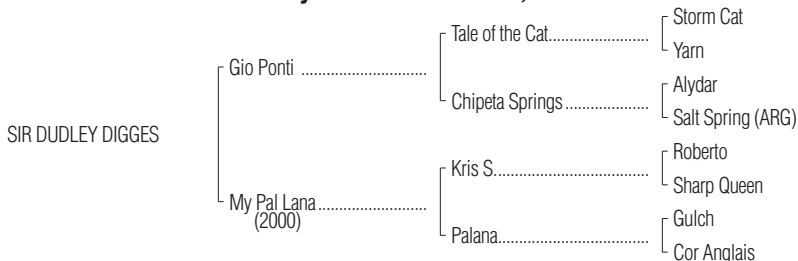 Storm Cat
Tale of the Cat
Yarn
Gio Ponti
Alydar
Chipeta Springs
Salt Spring (ARG)
SIR DUDLEY DIGGES
Roberto
Kris S.
Sharp Queen
My Pal Lana
(2000)
Gulch
Palana
Cor Anglais